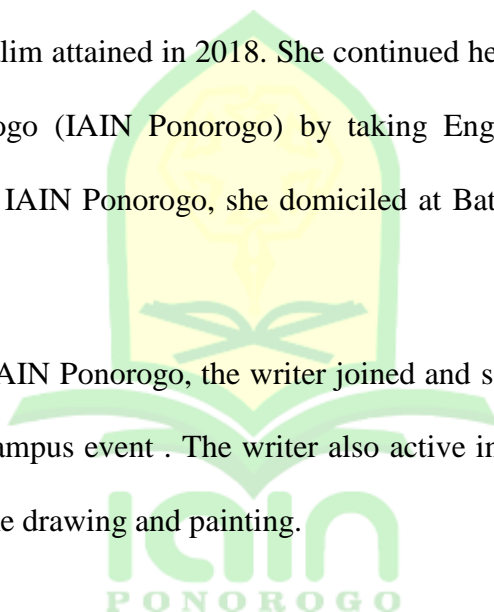 lim attained in 2018. She continued he
ogo (IAIN Ponorogo) by taking Eng
IAIN Ponorogo, she domiciled at Bat
AIN Ponorogo, the writer joined and s
ampus event . The writer also active in
e drawing and painting.
iain
PONOROGO